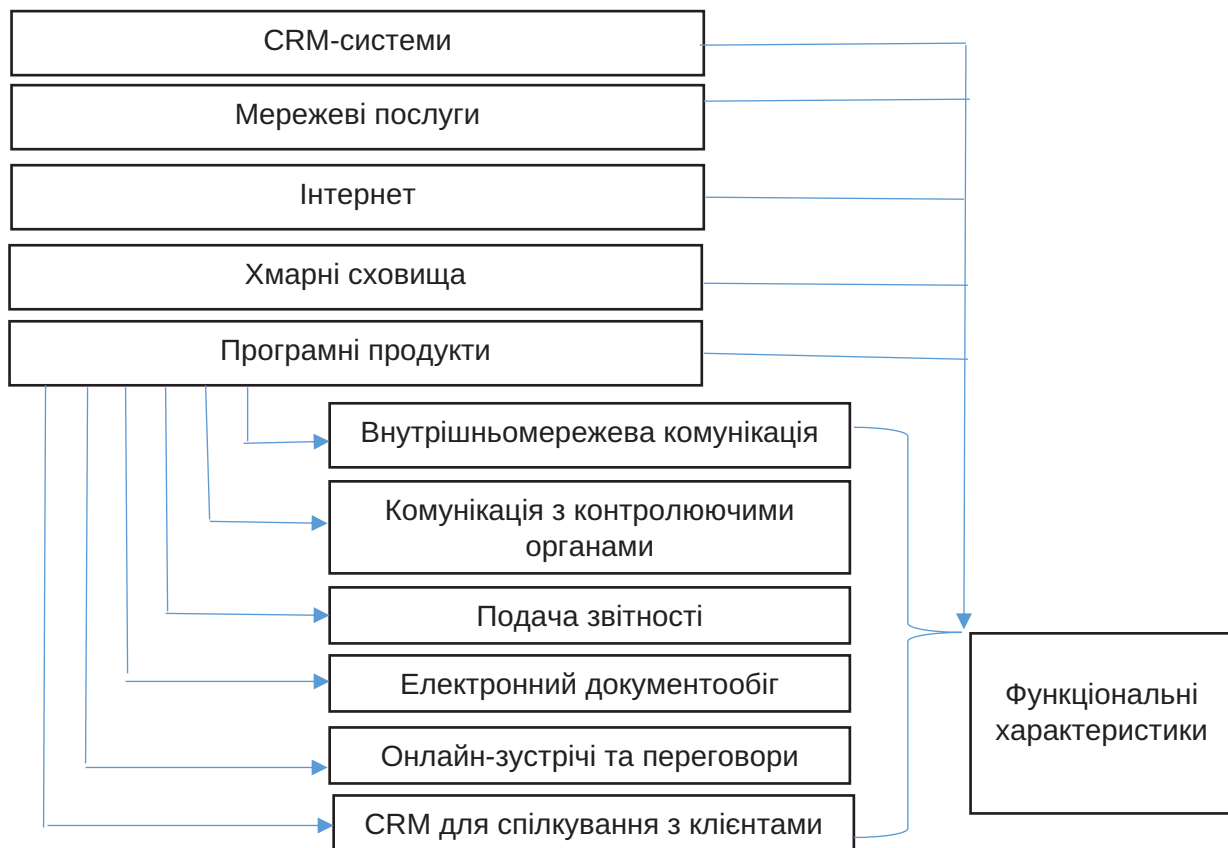 CRM-системи
Мережеві послуги
Інтернет
Хмарні сховища
Програмні продукти
Внутрішньомережева комунікація
Комунікація з контролюючими
органами
Подача звітності
Електронний документообіг
Онлайн-зустрічі та переговори
CRM для спілкування з клієнтами
Функціональні
характеристики